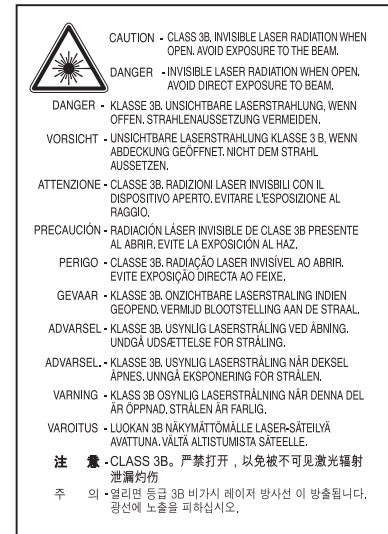 CAUTION - CLASS 3B. INVISIBLE LASER RADIATION WHEN
OPEN. AVOID EXPOSURE TO THE BEAM.
DANGER - INVISIBLE LASER RADIATION WHEN OPEN.
AVOID DIRECT EXPOSURE TO BEAM.
DANGER - KLASSE 3B. UNSICHTBARE LASERSTRAHLUNG, WENN
OFFEN. STRAHLENAUSSETZUNG VERMEIDEN.
VORSICHT - UNSICHTBARE LASERSTRAHLUNG KLASSE 3 B, WENN
ABDECKUNG GEÖFFNET. NICHT DEM STRAHL
AUSSETZEN.
ATTENZIONE - CLASSE 3B. RADIZIONI LASER INVISBILI CON IL
DISPOSITIVO APERTO. EVITARE L'ESPOSIZIONE AL
RAGGIO.
PRECAUCIÓN - RADIACIÓN LÁSER INVISIBLE DE CLASE 3B PRESENTE
AL ABRIR. EVITE LA EXPOSICIÓN AL HAZ.
PERIGO - CLASSE 3B. RADIAÇÃO LASER INVISÍVEL AO ABRIR.
EVITE EXPOSIÇÃO DIRECTA AO FEIXE.
GEVAAR - KLASSE 3B. ONZICHTBARE LASERSTRALING INDIEN
GEOPEND. VERMIJD BLOOTSTELLING AAN DE STRAAL.
ADVARSEL - KLASSE 3B. USYNLIG LASERSTRÅLING VED ÅBNING.
UNDGÅ UDSÆTTELSE FOR STRÅLING.
ADVARSEL. - KLASSE 3B. USYNLIG LASERSTRÅLING NÅR DEKSEL
ÅPNES. UNNGÅ EKSPONERING FOR STRÅLEN.
VARNING - KLASS 3B OSYNLIG LASERSTRÅLNING NÄR DENNA DEL
ÄR ÖPPNAD. STRÅLEN ÄR FARLIG.
VAROITUS - LUOKAN 3B NÄKYMÄTTÖMÄLLE LASER-SÄTEILYÄ
AVATTUNA. VÄLTÄ ALTISTUMISTA SÄTEELLE.
注 意 - CLASS 3B。严禁打开，以免被不可见激光辐射
泄漏灼伤
주 의 - 열리면 등급 3B 비가시 레이저 방사선 이 방출됩니다.
광선에 노출을 피하십시오.